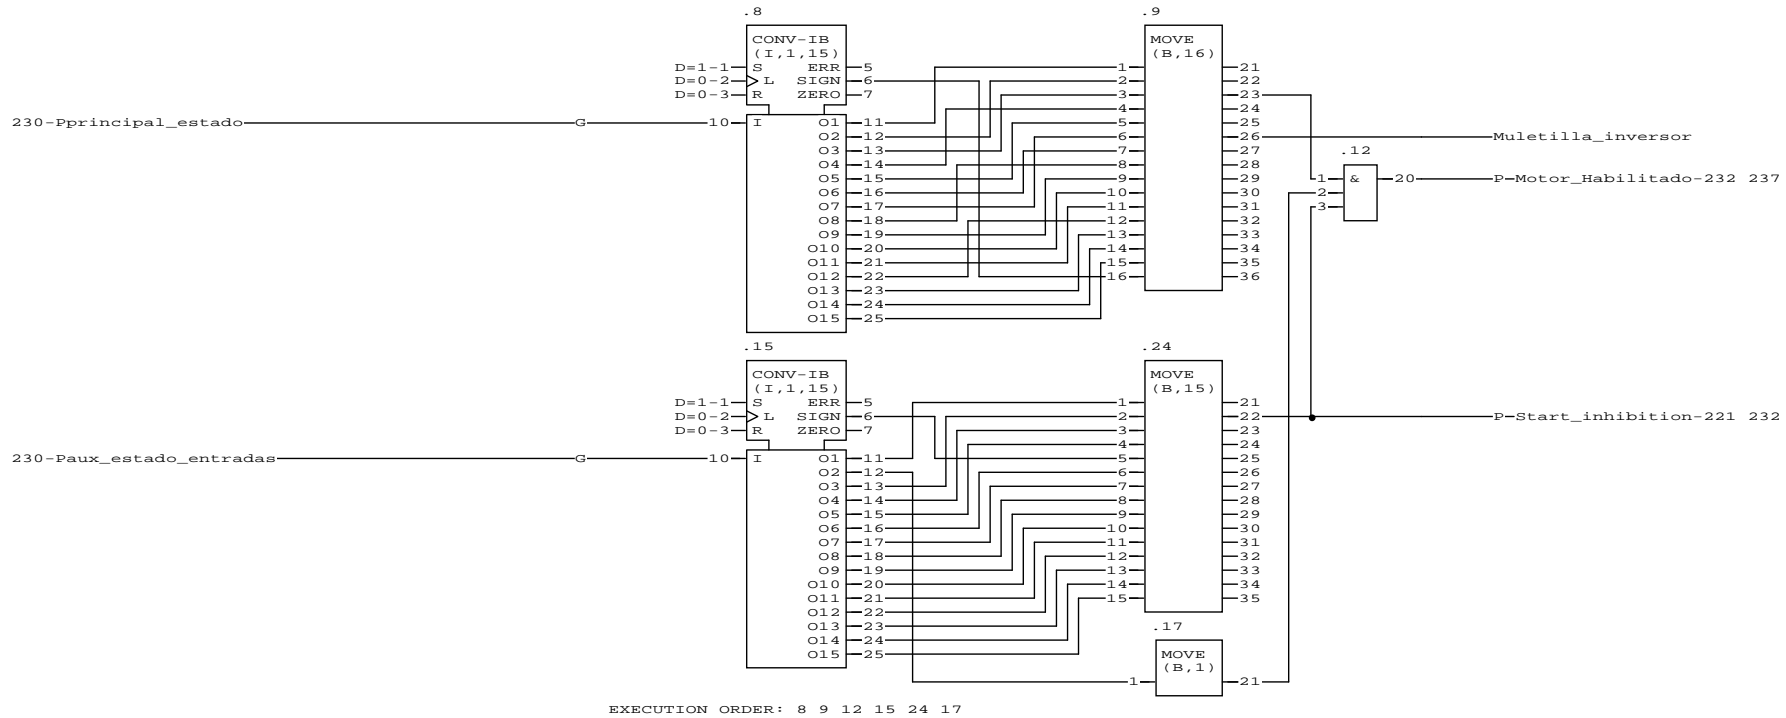 .8 .9
CONV-IB MOVE
(I,1,15) (B,16)
D=1-1 S ERR 5 1 21
D=0-2 L SIGN 6 2 22
D=0-3 R ZERO 7 3 23
4 24
230-Pprincipal_estado G 10 I O1 11 5 25
O2 12 6 26 Muletilla_inversor
O3 13 7 27
.12
O4 14 8 28
O5 15 9 29 1 & 20 P-Motor_Habilitado-232 237
O6 16 10 30 2
O7 17 11 31 3
O8 18 12 32
O9 19 13 33
O10 20 14 34
O11 21 15 35
O12 22 16 36
O13 23
O14 24
O15 25
.15 .24
CONV-IB MOVE
(I,1,15) (B,15)
D=1-1 S ERR 5 1 21
D=0-2 L SIGN 6 2 22 P-Start_inhibition-221 232
D=0-3 R ZERO 7 3 23
4 24
230-Paux_estado_entradas G 10 I O1 11 5 25
O2 12 6 26
O3 13 7 27
O4 14 8 28
O5 15 9 29
O6 16 10 30
O7 17 11 31
O8 18 12 32
O9 19 13 33
O10 20 14 34
O11 21 15 35
O12 22
O13 23 .17
O14 24
O15 25 MOVE
(B,1)
1 21
EXECUTION ORDER: 8 9 12 15 24 17